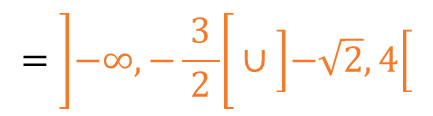 = ]−∞, − 3/2 [ ∪ ]−√2, 4[